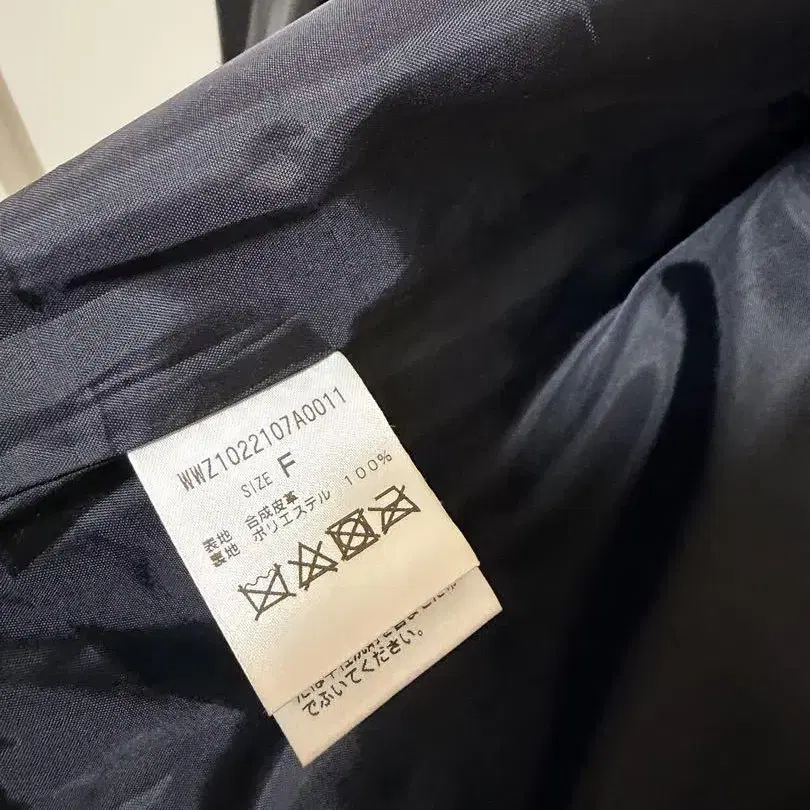 WWZ1022107A0011
SIZE F
表地 合成皮革
裏地 ポリエステル 100%
でふいてください。